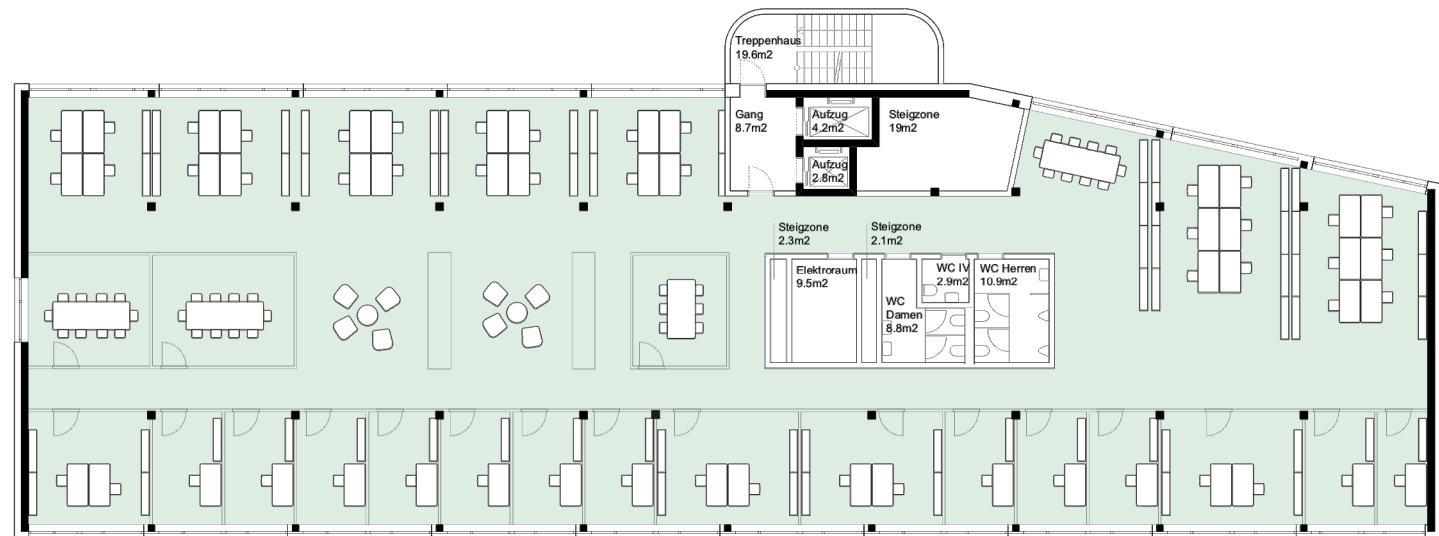 Treppenhaus
19.6m2
Gang
8.7m2
Aufzug
4.2m2
Steigzone
19m2
Aufzug
2.8m2
Steigzone
2.3m2
Steigzone
2.1m2
Elektroraum
9.5m2
WC
Damen
8.8m2
WC IV
2.9m2
WC Herren
10.9m2